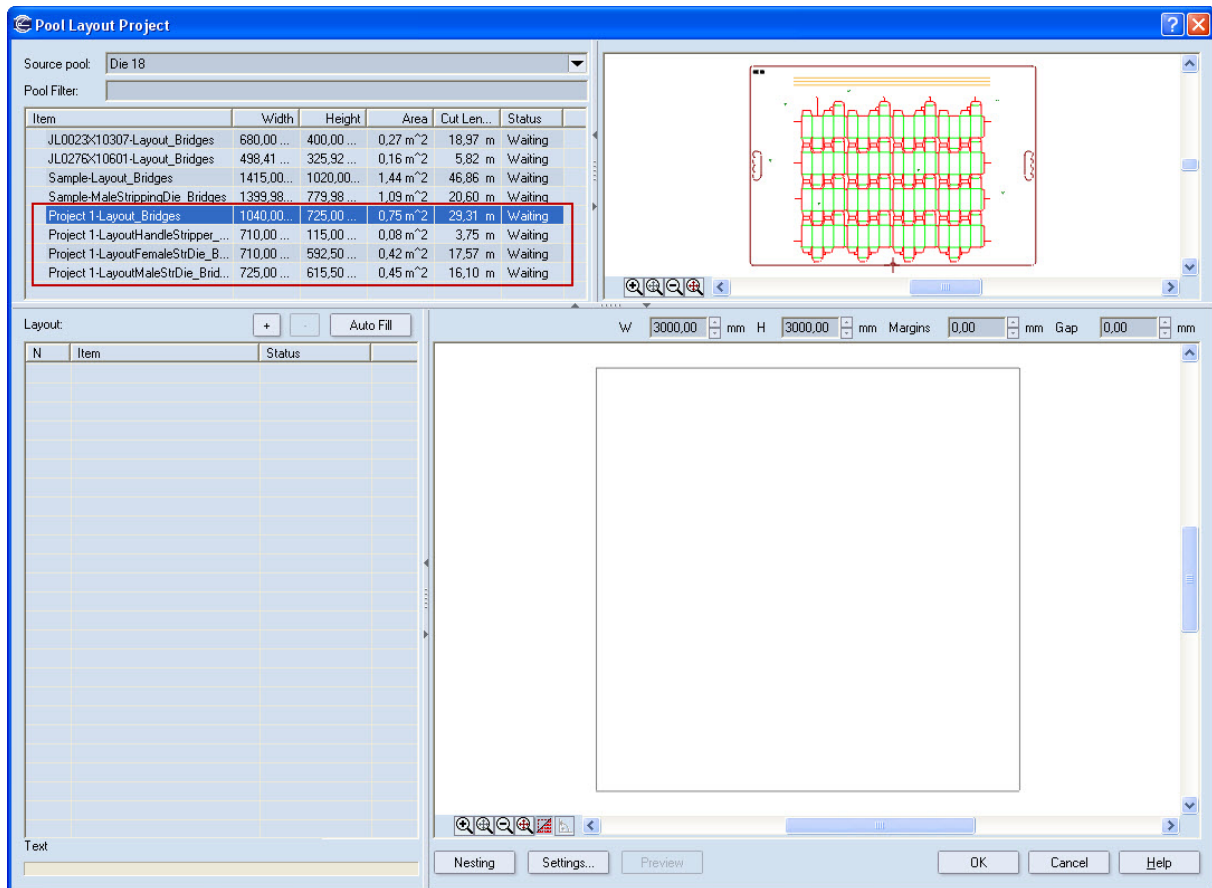 Pool Layout Project
Source pool: Die 18
Pool Filter:
Item Width Height Area Cut Len... Status
JL0023X10307-Layout_Bridges 680,00 ... 400,00 ... 0,27 m^2 18,97 m Waiting
JL0276X10601-Layout_Bridges 498,41 ... 325,92 ... 0,16 m^2 5,82 m Waiting
Sample-Layout_Bridges 1415,00... 1020,00... 1,44 m^2 46,86 m Waiting
Sample-MaleStrippingDie_Bridges 1399,98... 779,98 ... 1,09 m^2 20,60 m Waiting
Project 1-Layout_Bridges 1040,00... 725,00 ... 0,75 m^2 29,31 m Waiting
Project 1-LayoutHandleStripper_... 710,00 ... 115,00 ... 0,08 m^2 3,75 m Waiting
Project 1-LayoutFemaleStrDie_B... 710,00 ... 592,50 ... 0,42 m^2 17,57 m Waiting
Project 1-LayoutMaleStrDie_Brid... 725,00 ... 615,50 ... 0,45 m^2 16,10 m Waiting
Layout: + - Auto Fill
W 3000,00 mm H 3000,00 mm Margins 0,00 mm Gap 0,00 mm
N Item Status
Text
Nesting Settings... Preview OK Cancel Help